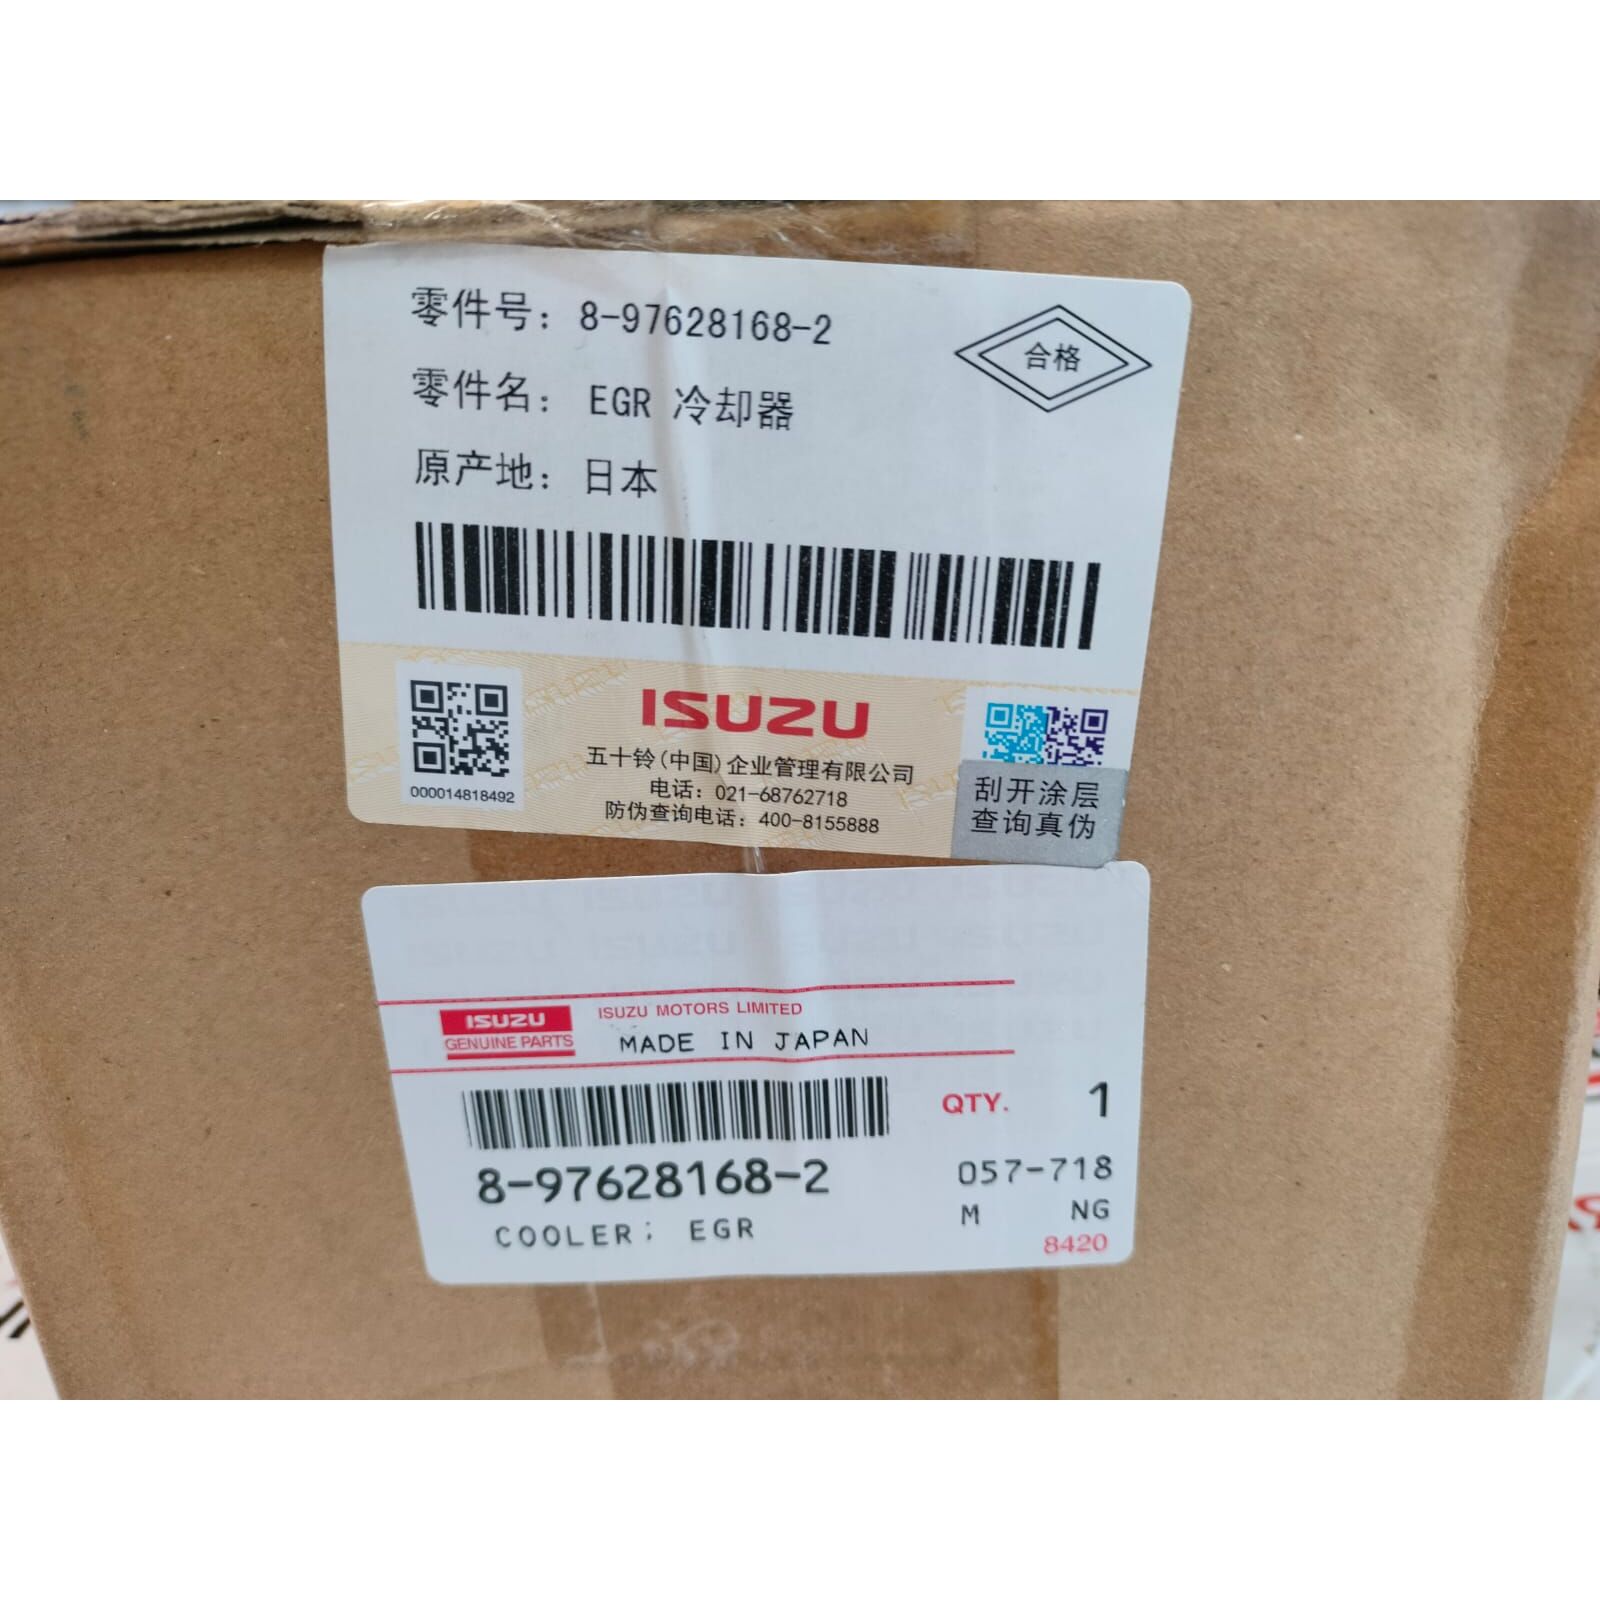 零件号： 8-97628168-2
合格
零件名： EGR 冷却器
原产地： 日本
000014818492
ISUZU
五十铃(中国)企业管理有限公司
电话：021-68762718
防伪查询电话：400-8155888
刮开涂层
查询真伪
ISUZU
GENUINE PARTS
ISUZU MOTORS LIMITED
MADE IN JAPAN
QTY. 1
8-97628168-2
COOLER; EGR
057-718
M NG
8420